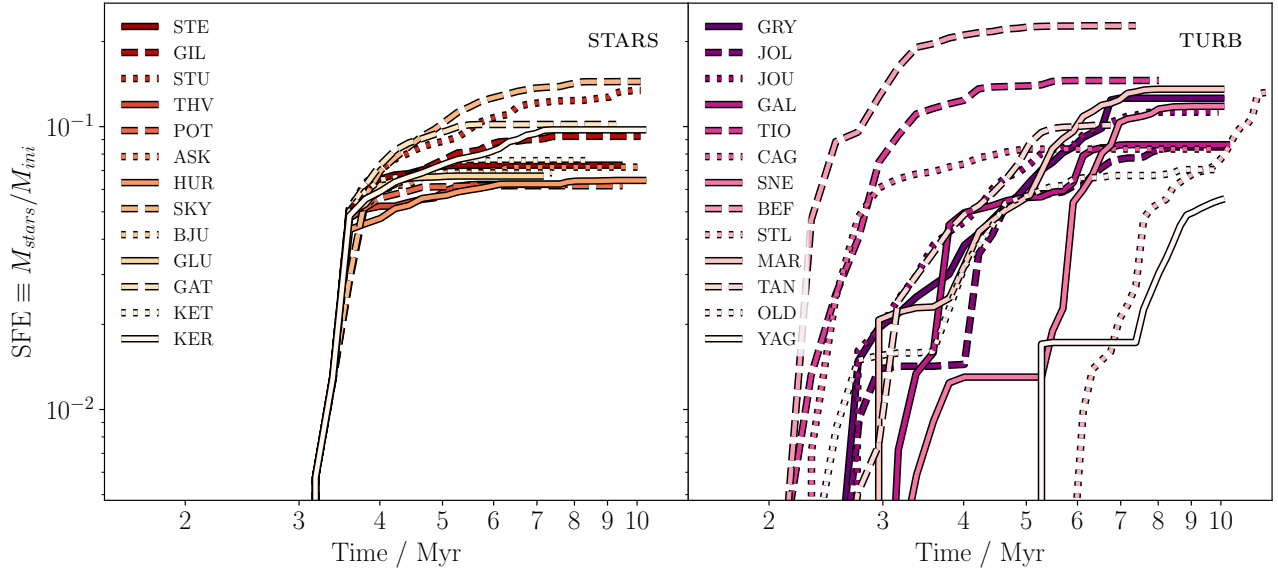 SFE ≡ M_stars/M_ini
10^{-1}
10^{-2}
STE
GIL
STU
THV
POT
ASK
HUR
SKY
BJU
GLU
GAT
KET
KER
STARS
2 3 4 5 6 7 8 9 10
Time / Myr
GRY
JOL
JOU
GAL
TIO
CAG
SNE
BEF
STL
MAR
TAN
OLD
YAG
TURB
2 3 4 5 6 7 8 9 10
Time / Myr